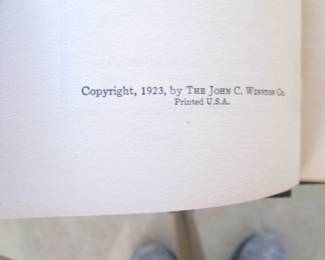 Copyright, 1923, by THE JOHN C. WINSTON CO.
Printed U.S.A.